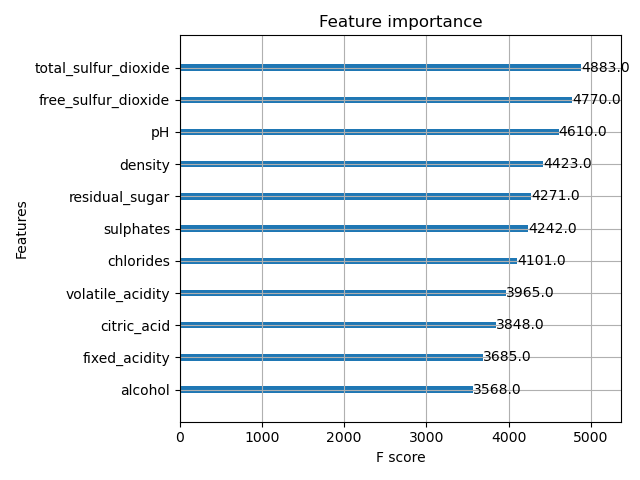 Feature importance
total_sulfur_dioxide 4883.0
free_sulfur_dioxide 4770.0
pH 4610.0
density 4423.0
residual_sugar 4271.0
sulphates 4242.0
chlorides 4101.0
volatile_acidity 3965.0
citric_acid 3848.0
fixed_acidity 3685.0
alcohol 3568.0
Features
0 1000 2000 3000 4000 5000
F score